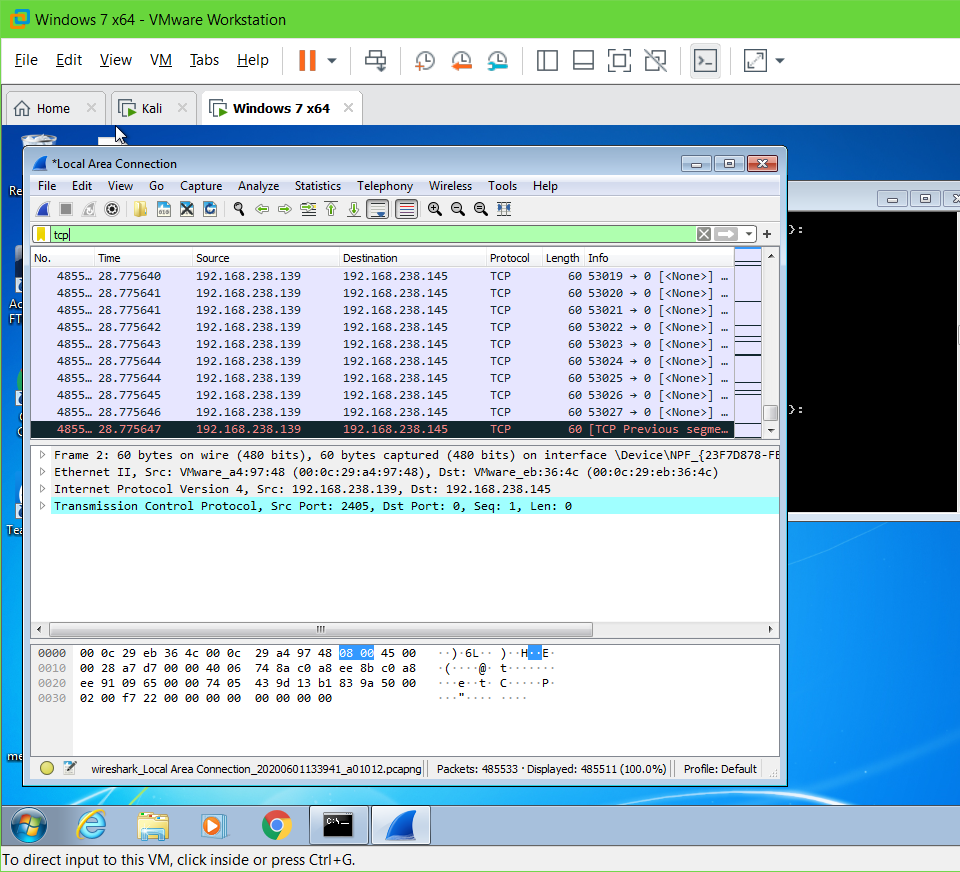 Windows 7 x64 - VMware Workstation
File Edit View VM Tabs Help
Home Kali Windows 7 x64
*Local Area Connection
File Edit View Go Capture Analyze Statistics Telephony Wireless Tools Help
tcp
No. Time Source Destination Protocol Length Info
4855… 28.775640 192.168.238.139 192.168.238.145 TCP 60 53019 → 0 [<None>] …
4855… 28.775641 192.168.238.139 192.168.238.145 TCP 60 53020 → 0 [<None>] …
4855… 28.775641 192.168.238.139 192.168.238.145 TCP 60 53021 → 0 [<None>] …
4855… 28.775642 192.168.238.139 192.168.238.145 TCP 60 53022 → 0 [<None>] …
4855… 28.775643 192.168.238.139 192.168.238.145 TCP 60 53023 → 0 [<None>] …
4855… 28.775644 192.168.238.139 192.168.238.145 TCP 60 53024 → 0 [<None>] …
4855… 28.775644 192.168.238.139 192.168.238.145 TCP 60 53025 → 0 [<None>] …
4855… 28.775645 192.168.238.139 192.168.238.145 TCP 60 53026 → 0 [<None>] …
4855… 28.775646 192.168.238.139 192.168.238.145 TCP 60 53027 → 0 [<None>] …
4855… 28.775647 192.168.238.139 192.168.238.145 TCP 60 [TCP Previous segme…
Frame 2: 60 bytes on wire (480 bits), 60 bytes captured (480 bits) on interface \Device\NPF_{23F7D878-FE
Ethernet II, Src: VMware_a4:97:48 (00:0c:29:a4:97:48), Dst: VMware_eb:36:4c (00:0c:29:eb:36:4c)
Internet Protocol Version 4, Src: 192.168.238.139, Dst: 192.168.238.145
Transmission Control Protocol, Src Port: 2405, Dst Port: 0, Seq: 1, Len: 0
0000 00 0c 29 eb 36 4c 00 0c 29 a4 97 48 08 00 45 00 ··)·6L·· )··H··E·
0010 00 28 a7 d7 00 00 40 06 74 8a c0 a8 ee 8b c0 a8 ·(····@· t·······
0020 ee 91 09 65 00 00 74 05 43 9d 13 b1 83 9a 50 00 ···e··t· C·····P·
0030 02 00 f7 22 00 00 00 00 00 00 00 00 ···"···· ····
wireshark_Local Area Connection_20200601133941_a01012.pcapng Packets: 485533 · Displayed: 485511 (100.0%) Profile: Default
}:
}:
Re
Ac
FT
G
Tea
me
C:\_
To direct input to this VM, click inside or press Ctrl+G.